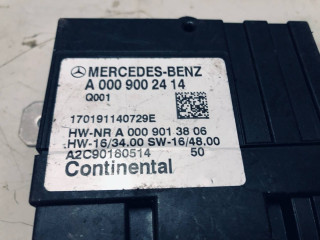 MERCEDES-BENZ
A 000 900 24 14
Q001
170191140729E
HW-NR A 000 901 38 06
HW-16/34.00 SW-16/48.00
A2C90180514 50
Continental